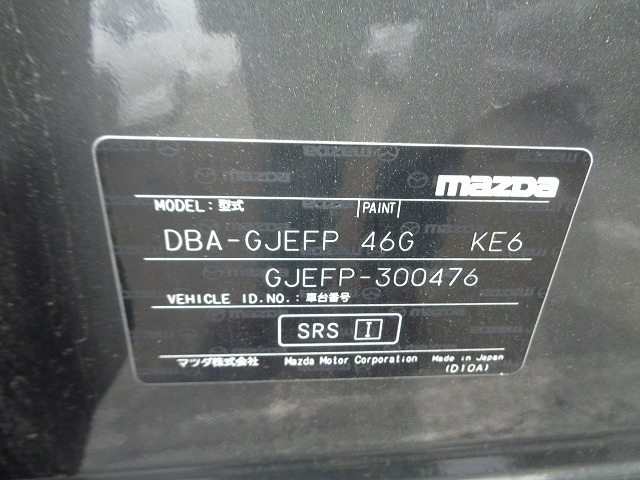 mazda
MODEL：型式 PAINT
DBA-GJEFP 46G KE6
GJEFP-300476
VEHICLE ID.NO.：車台番号
SRS I
マツダ株式会社 Mazda Motor Corporation Made in Japan
(D10A)